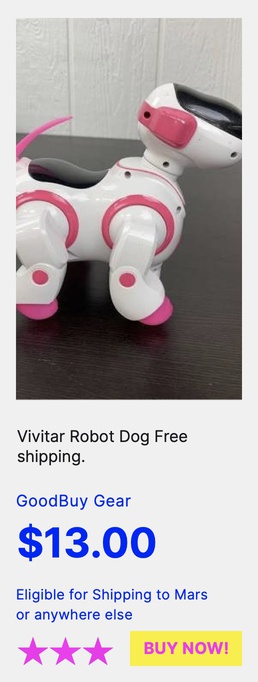 Vivitar Robot Dog Free
shipping.
GoodBuy Gear
$13.00
Eligible for Shipping to Mars
or anywhere else
BUY NOW!